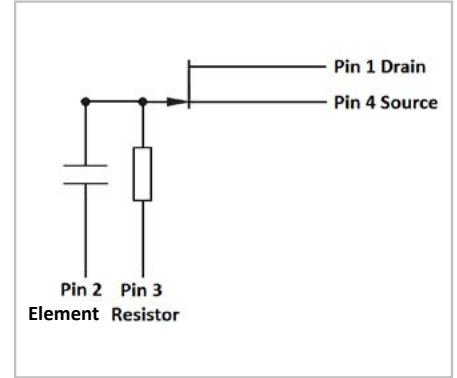 Pin 1 Drain
Pin 4 Source
Pin 2 Pin 3
Element Resistor